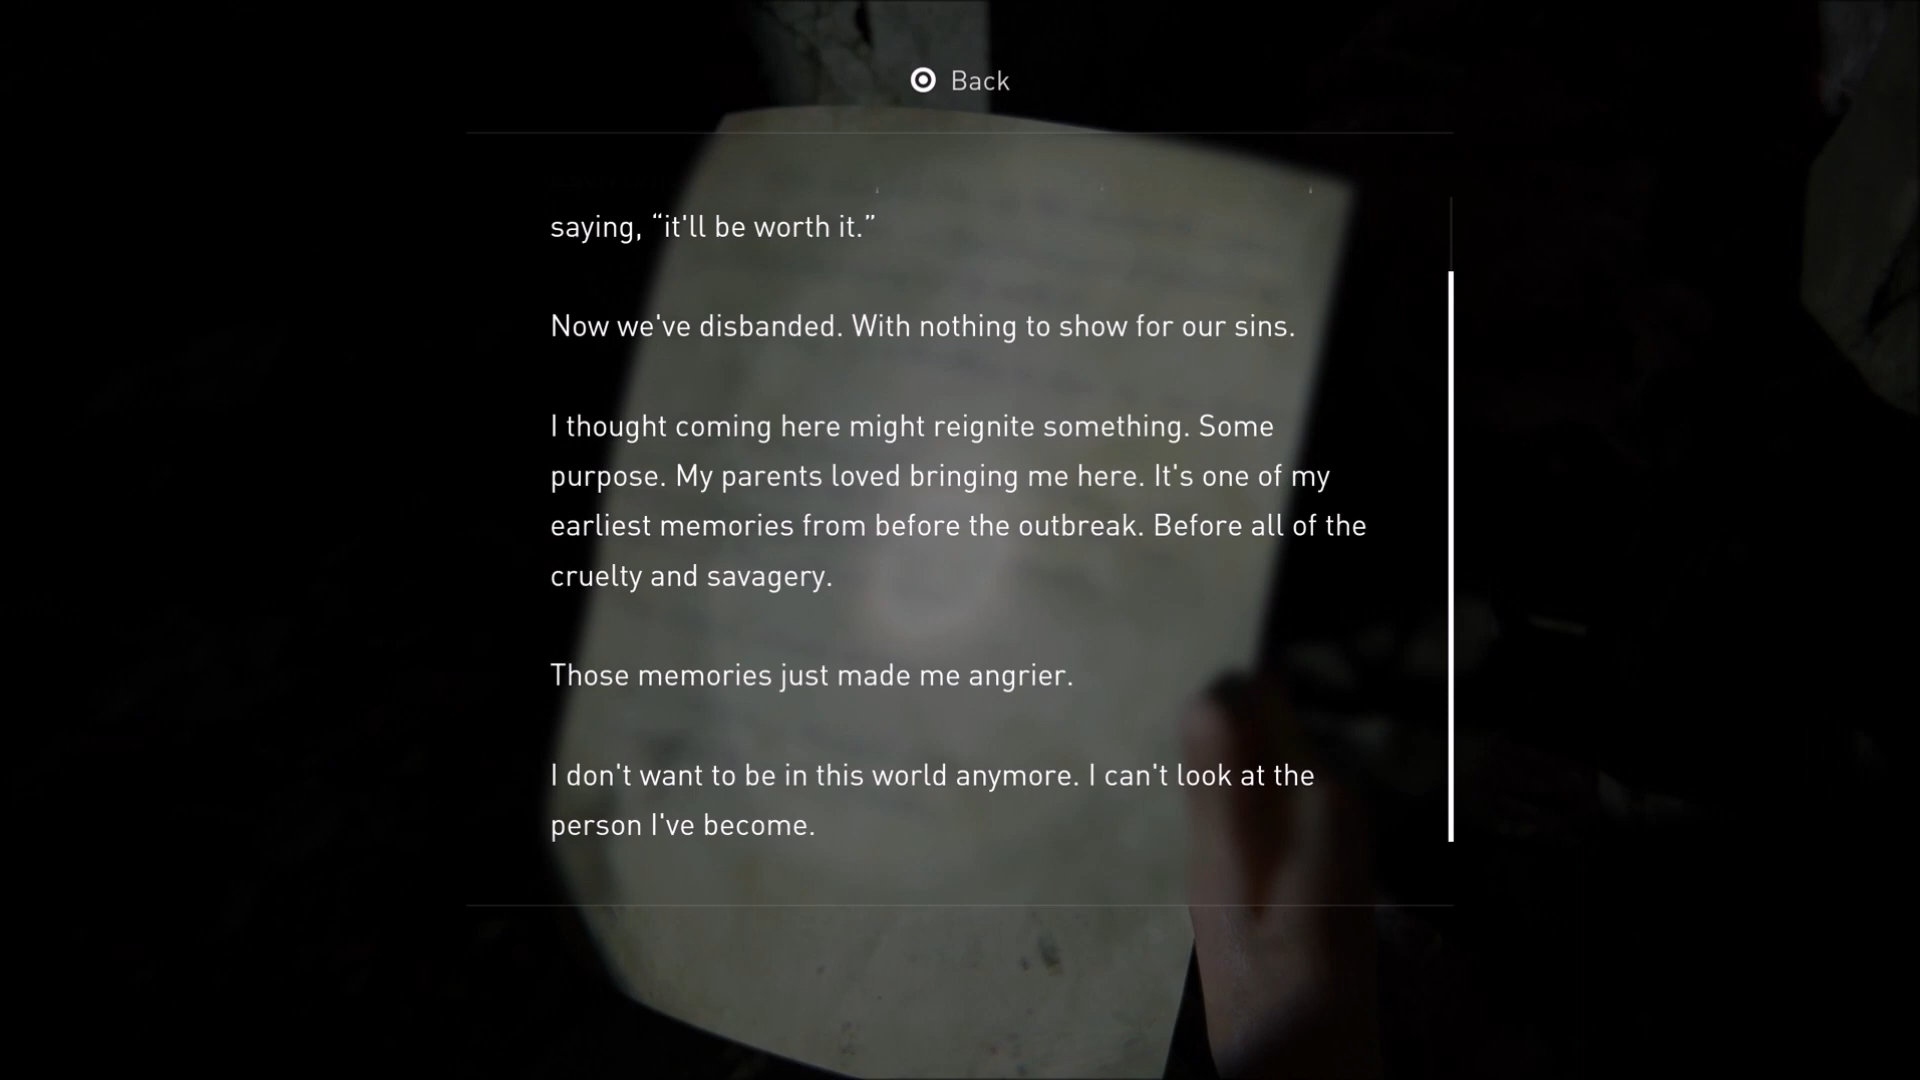 Back
saying, “it'll be worth it.”
Now we've disbanded. With nothing to show for our sins.
I thought coming here might reignite something. Some
purpose. My parents loved bringing me here. It's one of my
earliest memories from before the outbreak. Before all of the
cruelty and savagery.
Those memories just made me angrier.
I don't want to be in this world anymore. I can't look at the
person I've become.